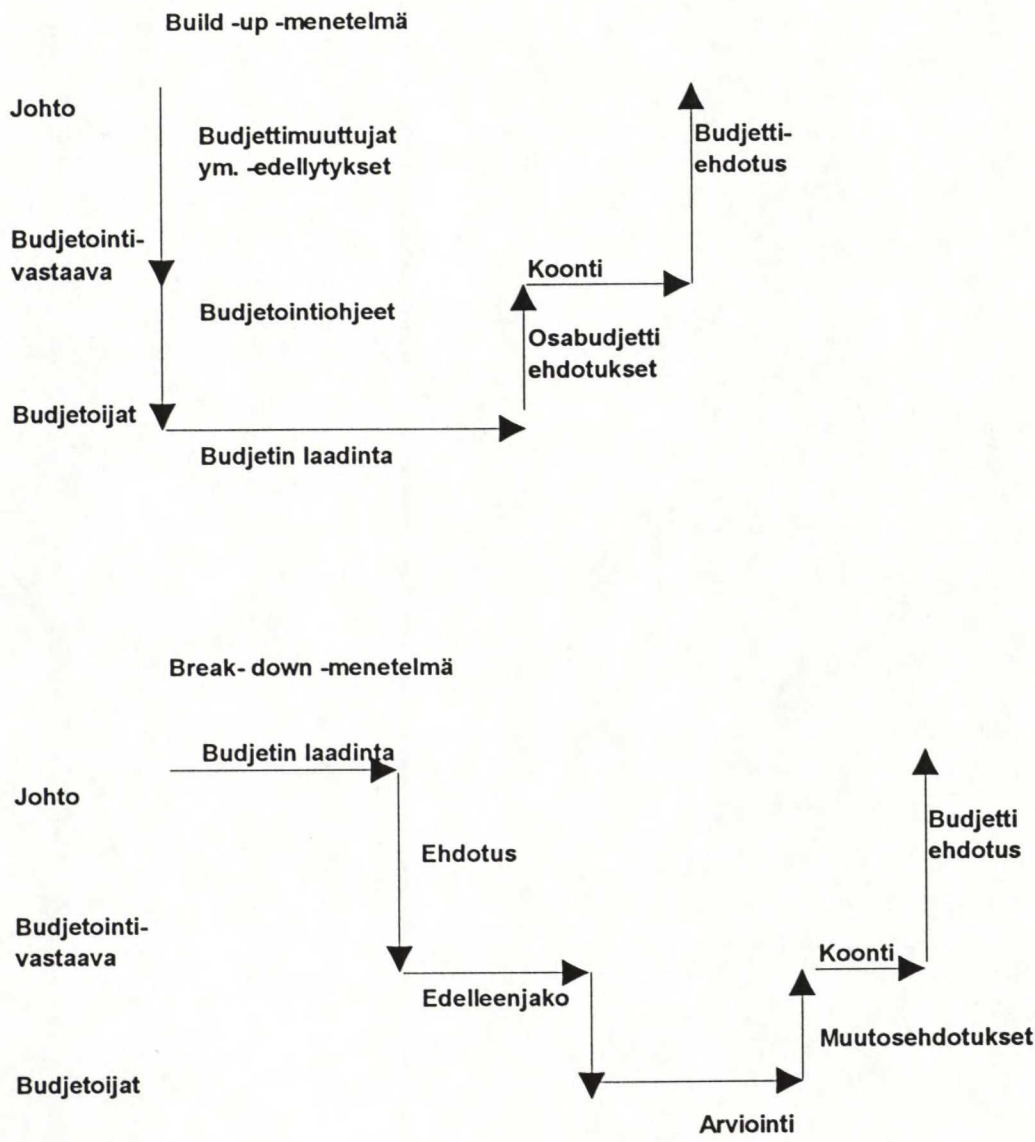 Build -up -menetelmä
Johto
Budjettimuuttujat
ym. -edellytykset
Budjetti-
ehdotus
Budjetointi-
vastaava
Koonti
Budjetointiohjeet
Osabudjetti
ehdotukset
Budjetoijat
Budjetin laadinta
Break- down -menetelmä
Budjetin laadinta
Johto
Budjetti
ehdotus
Ehdotus
Budjetointi-
vastaava
Koonti
Edelleenjako
Muutosehdotukset
Budjetoijat
Arviointi